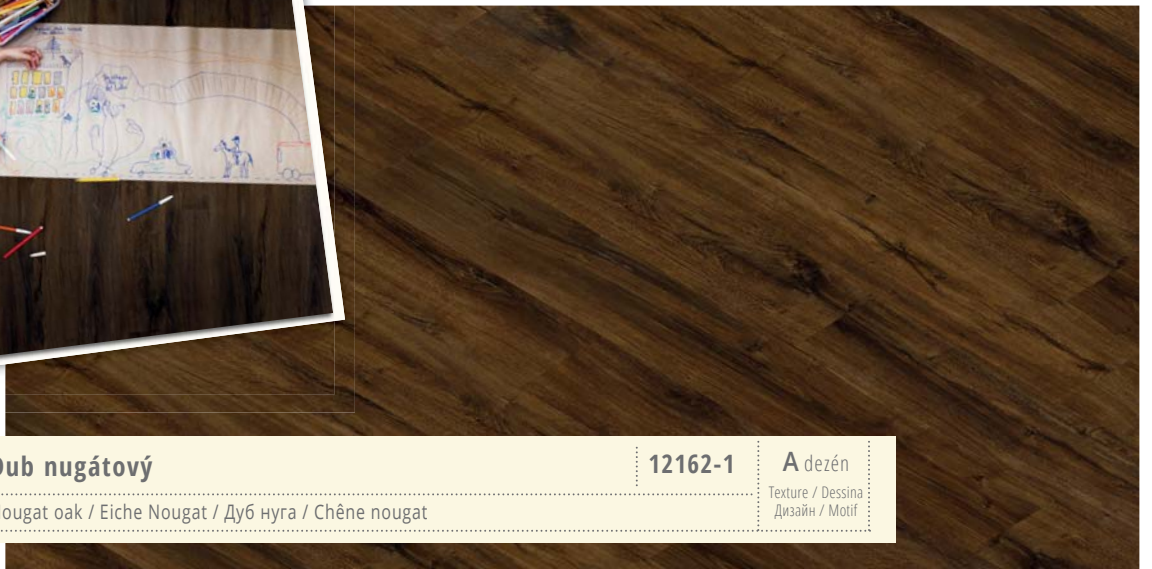 Dub nugátový
12162-1
A dezén
Texture / Dessina
Дизайн / Motif
Nougat oak / Eiche Nougat / Дуб нуга / Chêne nougat